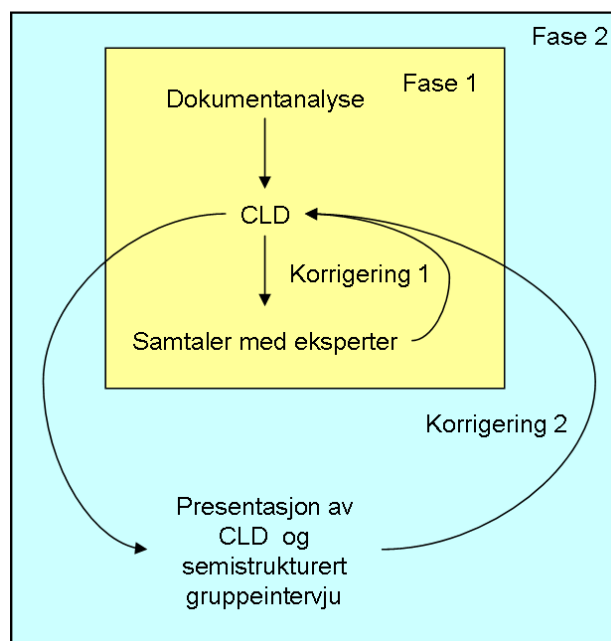 Fase 2
Fase 1
Dokumentanalyse
CLD
Korrigering 1
Samtaler med eksperter
Korrigering 2
Presentasjon av
CLD og
semistrukturert
gruppeintervju